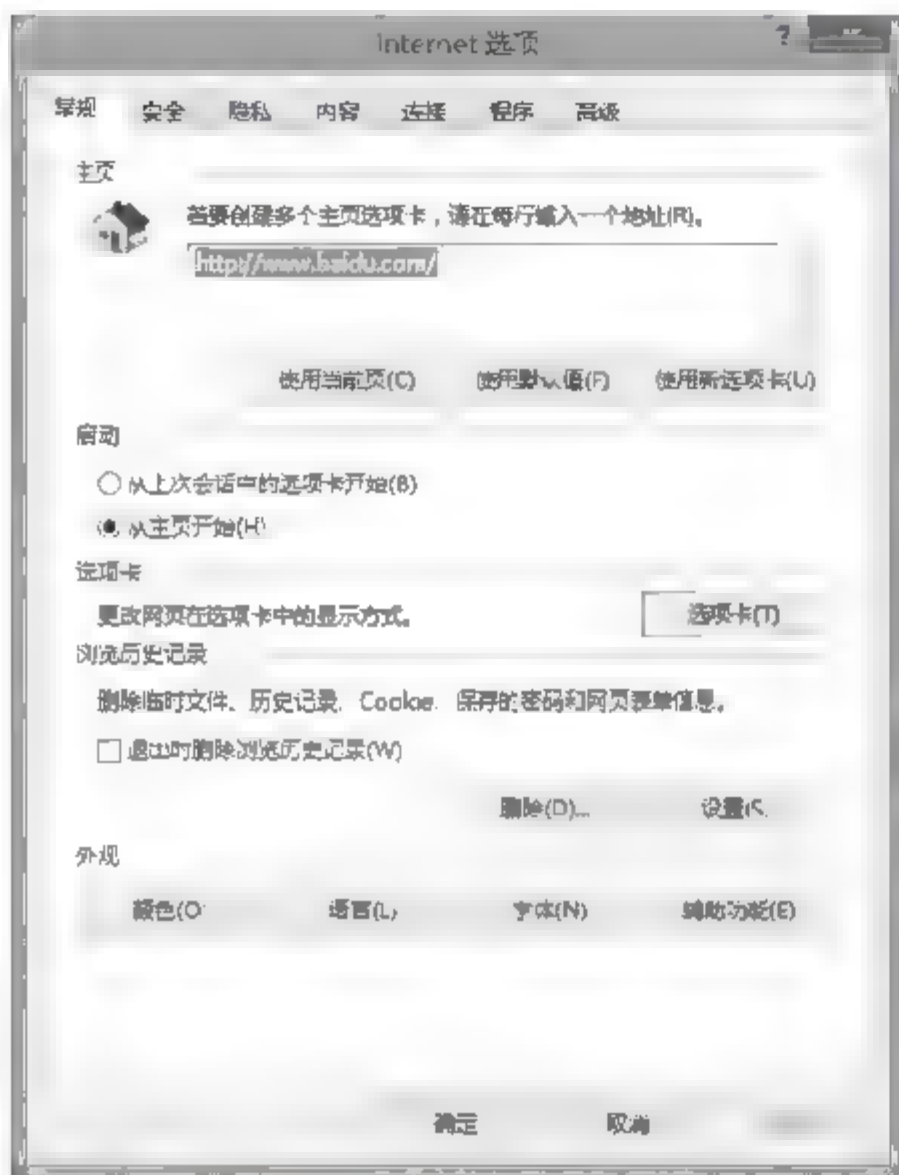 Internet 选项
?
常规 安全 隐私 内容 连接 程序 高级
主页
若要创建多个主页选项卡，请在每行输入一个地址(R)。
http://www.baidu.com/
使用当前页(C) 使用默认值(F) 使用新选项卡(U)
启动
从上次会话中的选项卡开始(B)
从主页开始(H)
选项卡
更改网页在选项卡中的显示方式。 选项卡(T)
浏览历史记录
删除临时文件、历史记录、Cookie、保存的密码和网页表单信息。
退出时删除浏览历史记录(W)
删除(D)... 设置(S
外观
颜色(O 语言(L) 字体(N) 辅助功能(E)
确定 取消